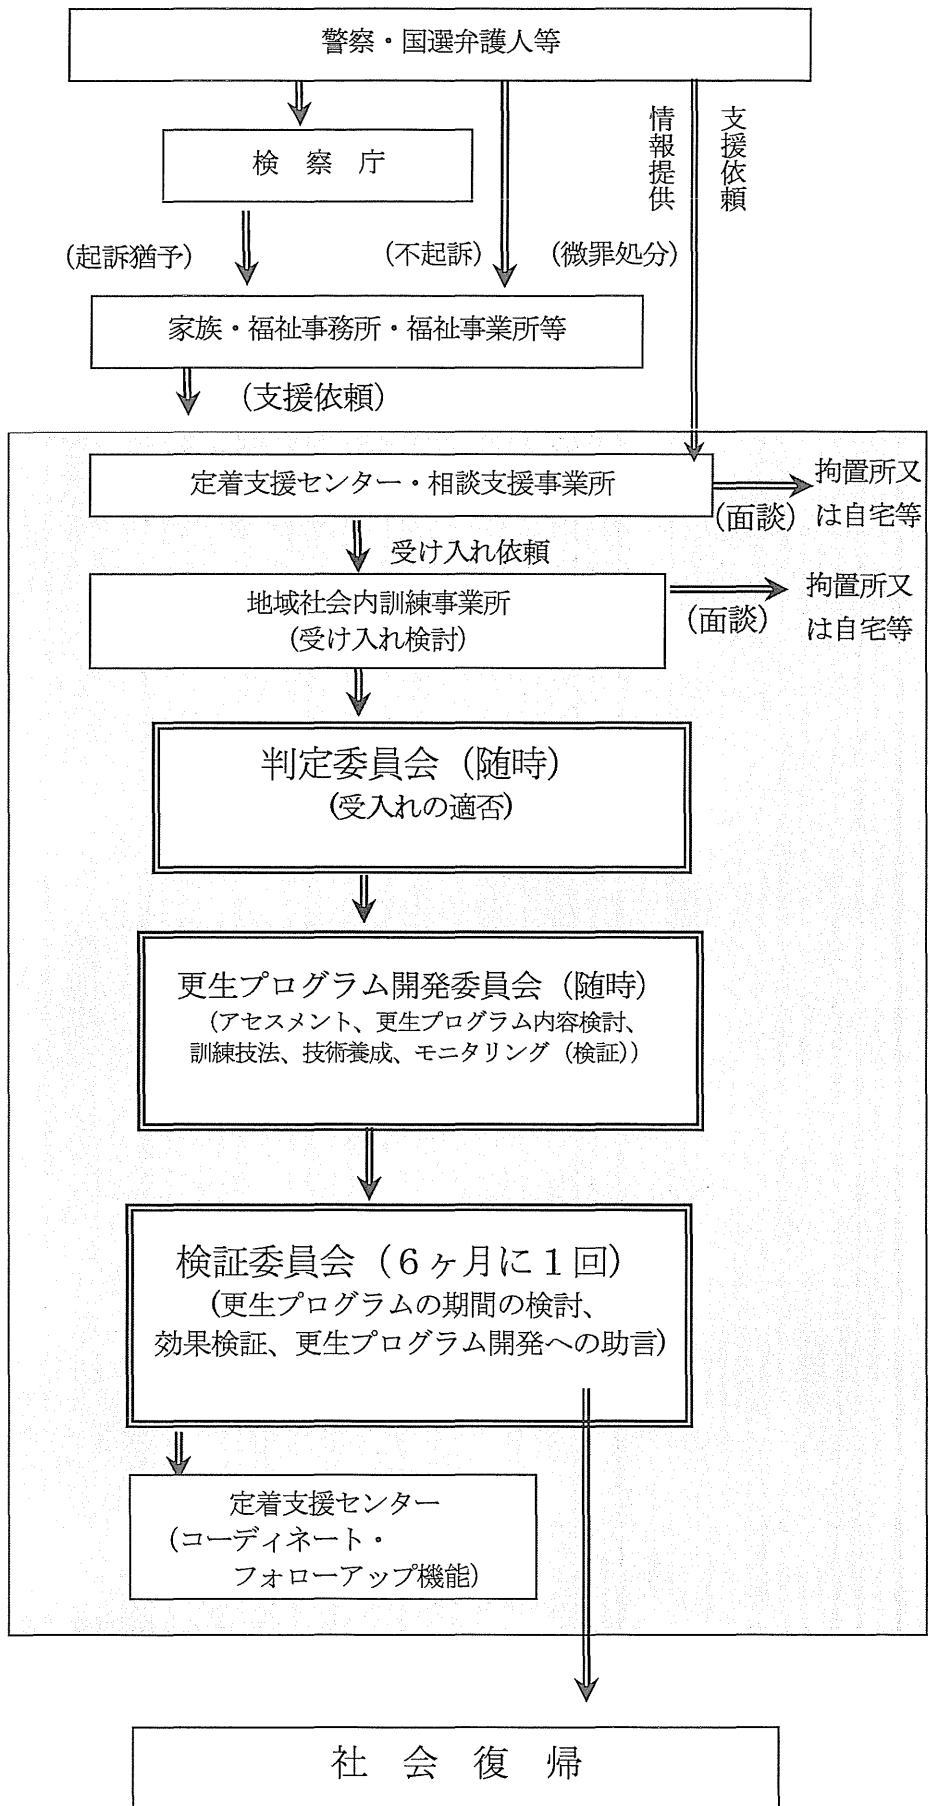 警察・国選弁護人等
検 察 庁
情報提供
支援依頼
(起訴猶予)
(不起訴)
(微罪処分)
家族・福祉事務所・福祉事業所等
(支援依頼)
定着支援センター・相談支援事業所
(面談)
拘置所又
は自宅等
受け入れ依頼
地域社会内訓練事業所
(受け入れ検討)
(面談)
拘置所又
は自宅等
判定委員会(随時)
(受入れの適否)
更生プログラム開発委員会(随時)
(アセスメント、更生プログラム内容検討、
訓練技法、技術養成、モニタリング(検証))
検証委員会(6ヶ月に1回)
(更生プログラムの期間の検討、
効果検証、更生プログラム開発への助言)
定着支援センター
(コーディネート・
フォローアップ機能)
社 会 復 帰